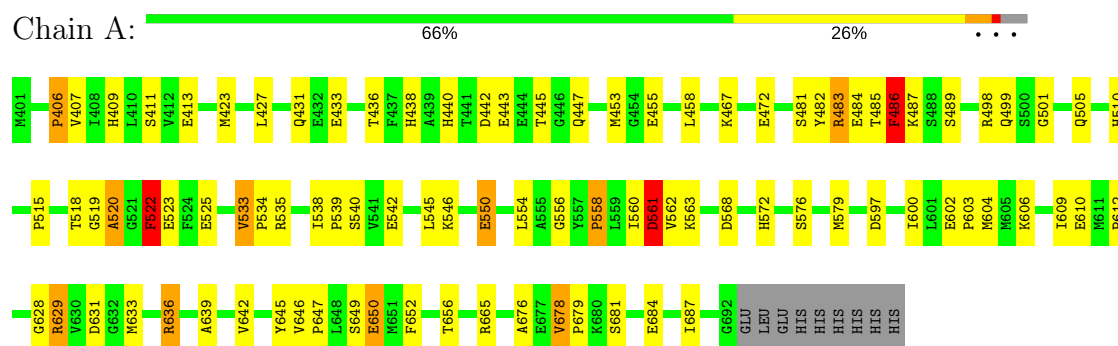 Chain A:
66% 26% • • •
M401 P406 V407 I408 H409 L410 S411 V412 E413 M423 L427 Q431 E432 E433 T436 F437 H438 A439 H440 T441 D442 E443 E444 T445 G446 Q447 M453 G454 E455 L458 K467 E472 S481 Y482 R483 E484 T485 F486 K487 S488 S489 R498 Q499 S500 G501 Q505 H510
P515 T518 G519 A520 G521 F522 E523 F524 E525 V533 P534 R535 I538 P539 S540 V541 E542 L545 K546 E550 L554 A555 G556 Y557 P558 L559 I560 D561 V562 K563 D568 H572 S576 M579 D597 I600 L601 E602 P603 M604 M605 K606 I609 E610 M611 P612
G628 R629 V630 D631 G632 M633 R636 A639 V642 Y645 V646 P647 L648 S649 E650 M651 F652 T656 R665 A676 E677 V678 P679 K680 S681 E684 I687 G692 GLU LEU GLU HIS HIS HIS HIS HIS HIS